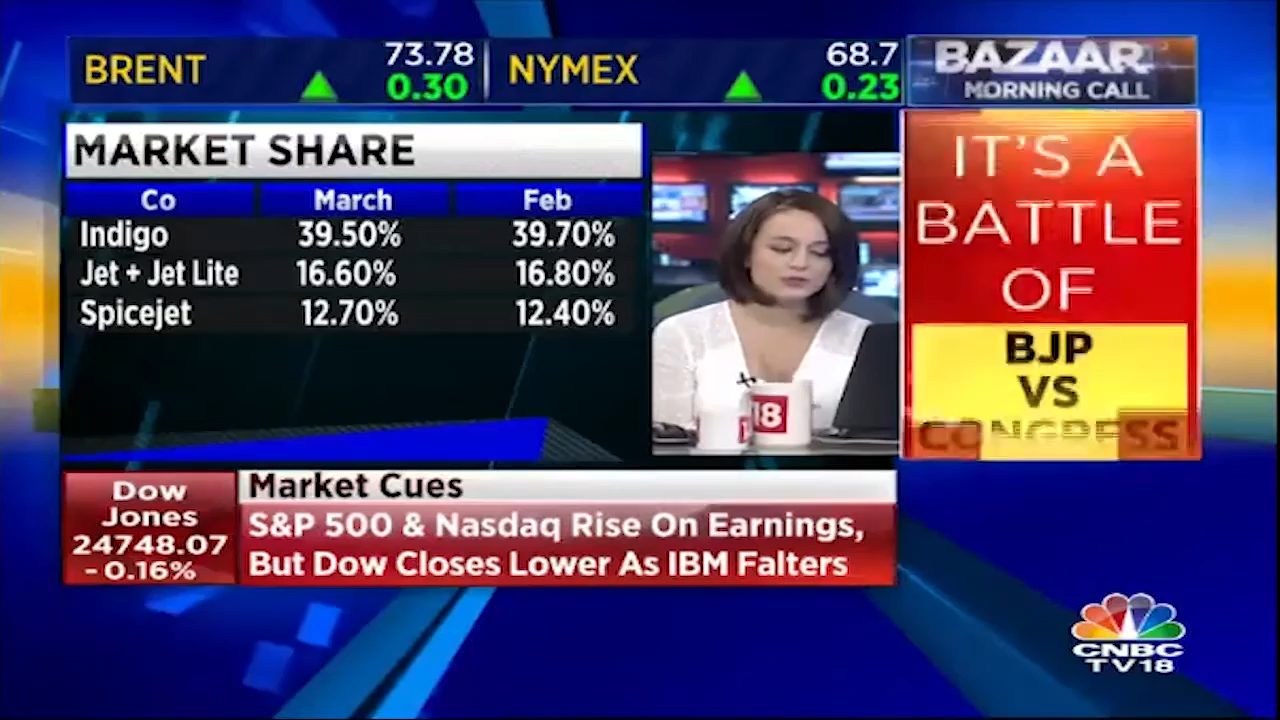 BRENT 73.78 0.30 NYMEX 68.7 0.23
BAZAAR
MORNING CALL
MARKET SHARE
Co March Feb
Indigo 39.50% 39.70%
Jet + Jet Lite 16.60% 16.80%
Spicejet 12.70% 12.40%
18
IT'S A
BATTLE
OF
BJP
VS
CONGRESS
Dow
Jones
24748.07
-0.16%
Market Cues
S&P 500 & Nasdaq Rise On Earnings,
But Dow Closes Lower As IBM Falters
CNBC
TV18